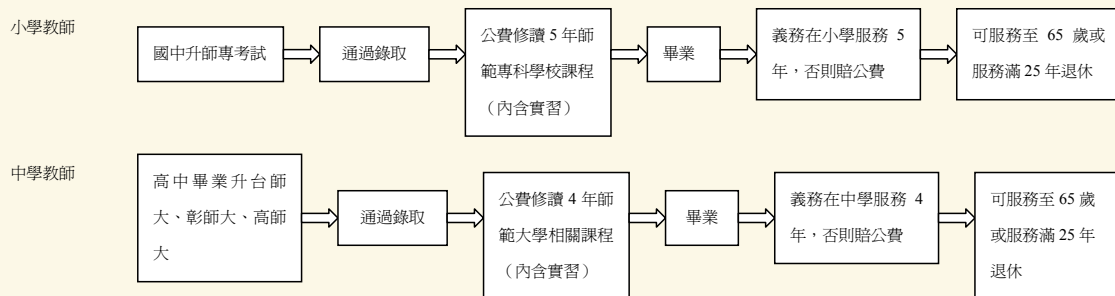 小學教師
國中升師專考試
通過錄取
公費修讀 5 年師
範專科學校課程
（內含實習）
畢業
義務在小學服務 5
年，否則賠公費
可服務至 65 歲或
服務滿 25 年退休
中學教師
高中畢業升台師
大、彰師大、高師
大
通過錄取
公費修讀 4 年師
範大學相關課程
（內含實習）
畢業
義務在中學服務 4
年，否則賠公費
可服務至 65 歲
或服務滿 25 年
退休